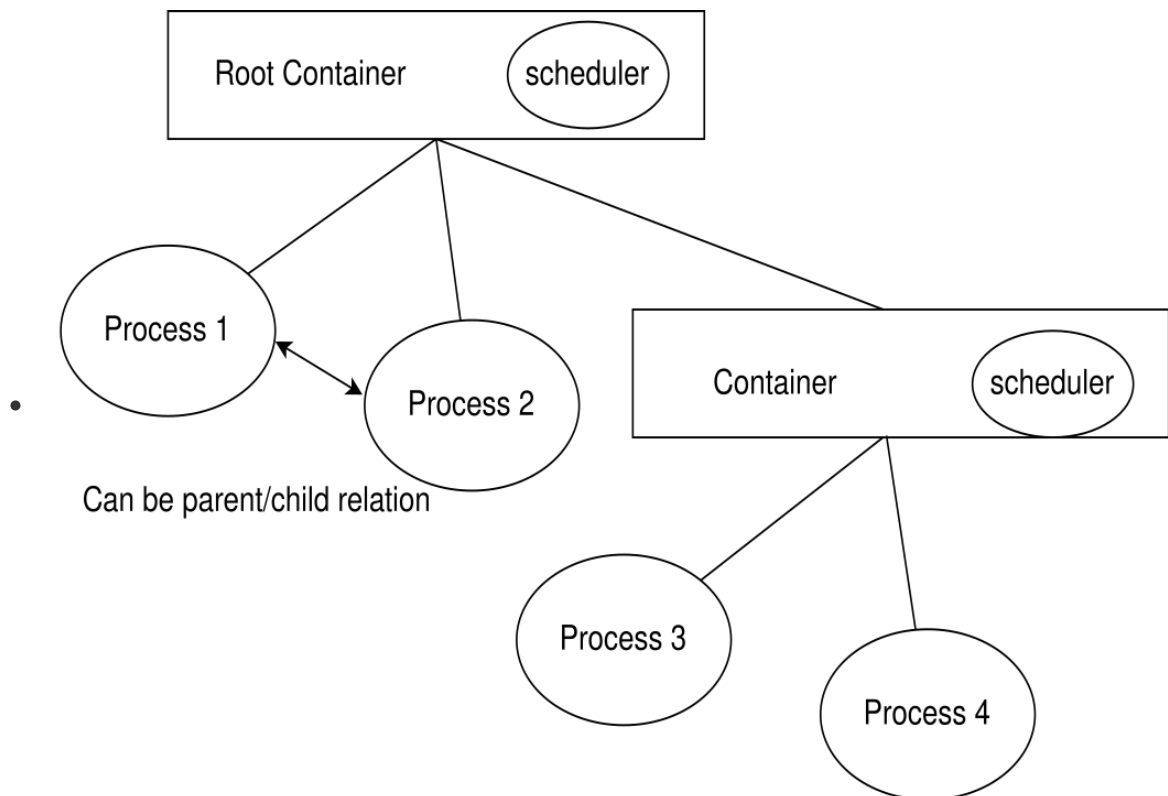 Root Container
scheduler
Process 1
Process 2
Container
scheduler
Can be parent/child relation
Process 3
Process 4